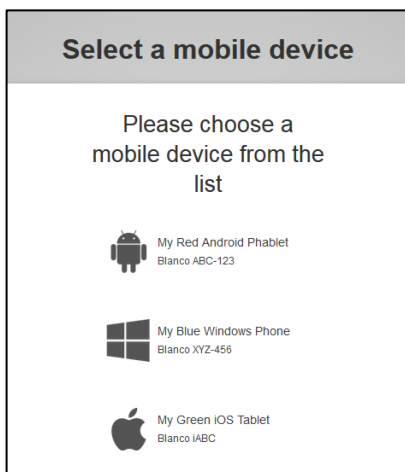 Select a mobile device
Please choose a
mobile device from the
list
My Red Android Phablet
Blanco ABC-123
My Blue Windows Phone
Blanco XYZ-456
My Green iOS Tablet
Blanco iABC